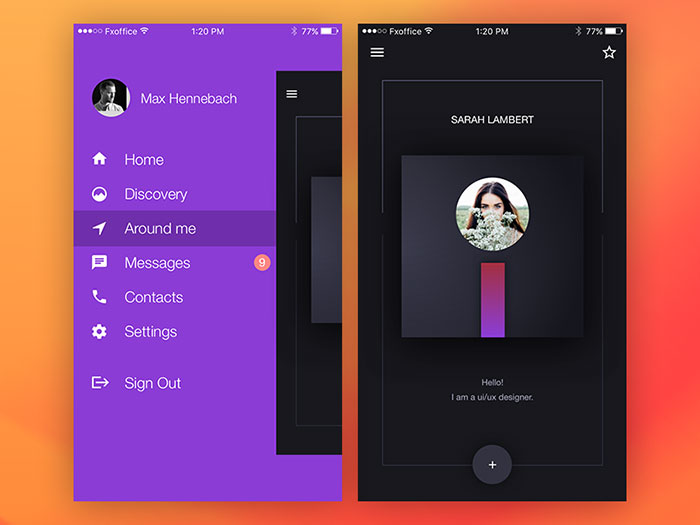 Fxoffice 1:20 PM 77%
Max Hennebach
Home
Discovery
Around me
Messages 9
Contacts
Settings
Sign Out
Fxoffice 1:20 PM 77%
SARAH LAMBERT
Hello!
I am a ui/ux designer.
+